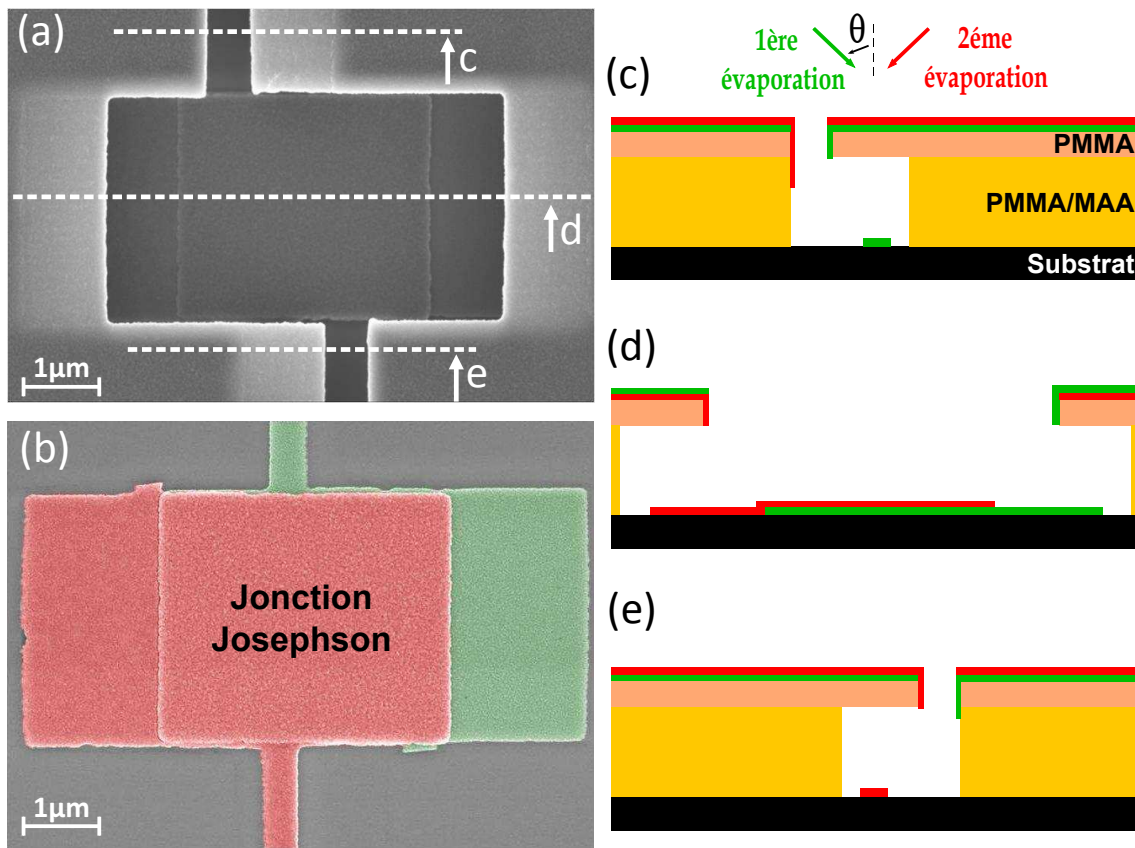 (a)
c
d
e
1µm
(b)
Jonction
Josephson
1µm
1ère
évaporation
θ
2éme
évaporation
(c)
PMMA
PMMA/MAA
Substrat
(d)
(e)